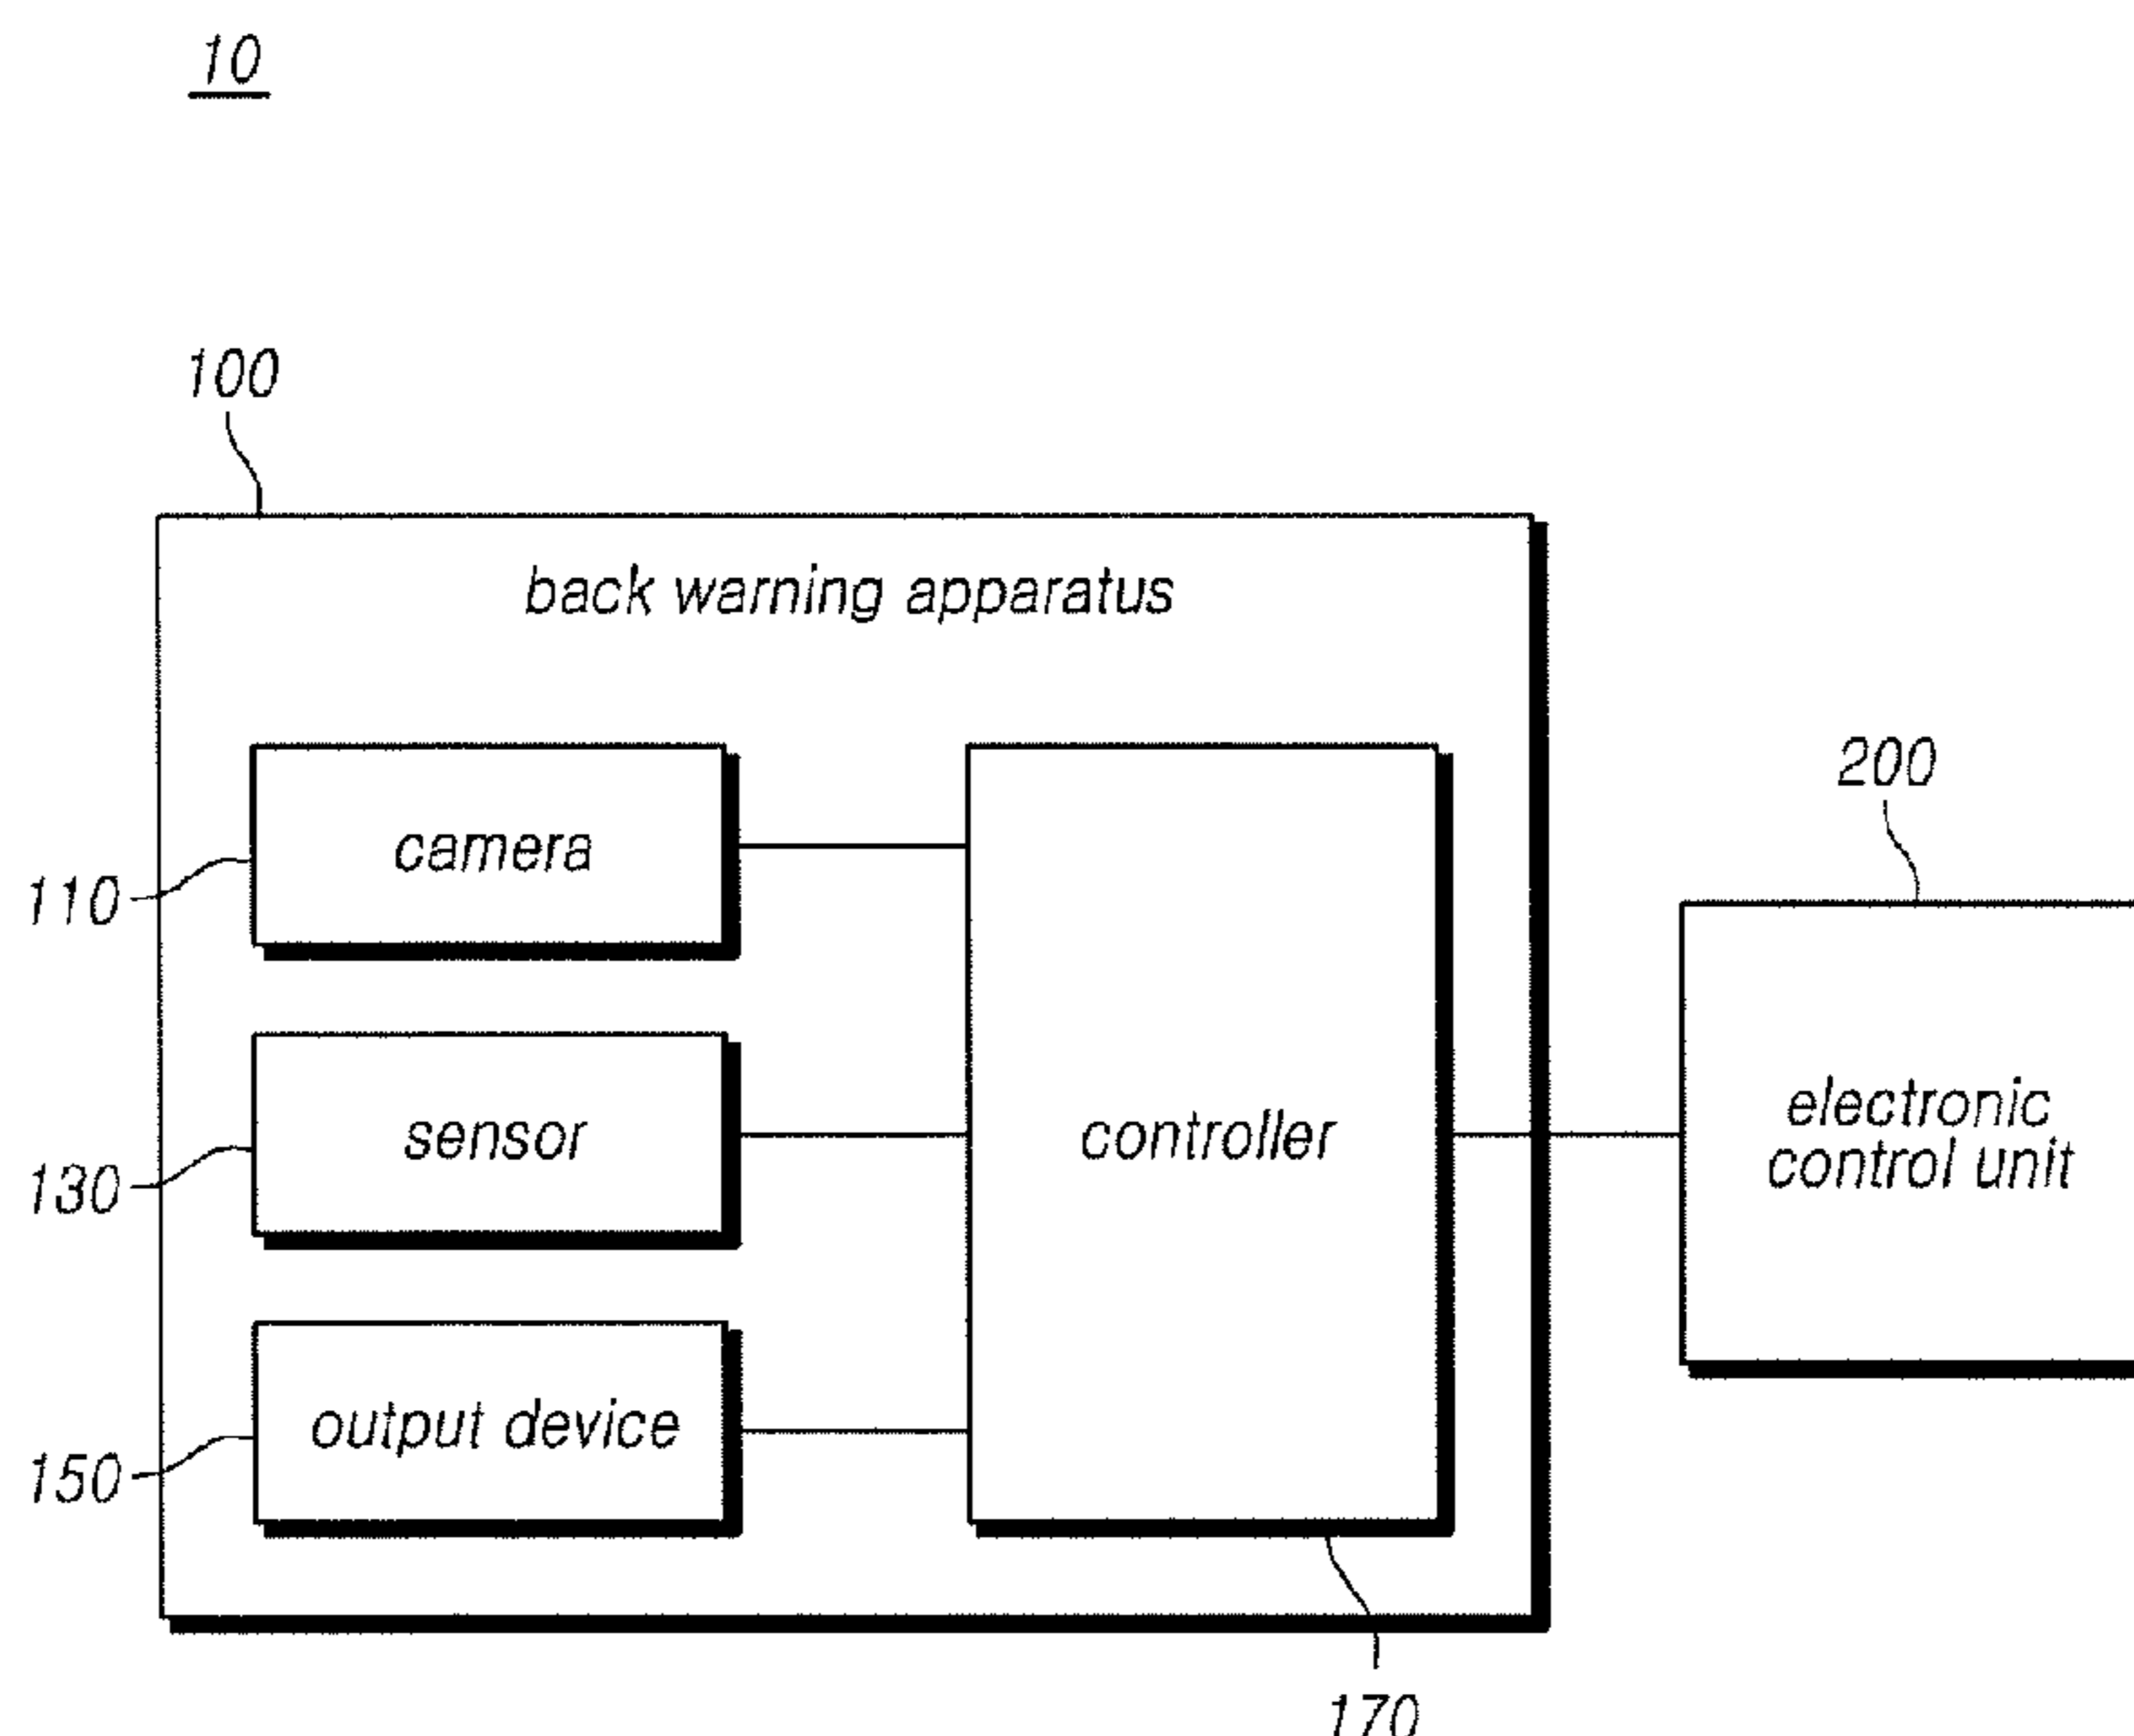 10
100
back warning apparatus
camera
110
200
sensor
130
controller
electronic
control unit
output device
150
170